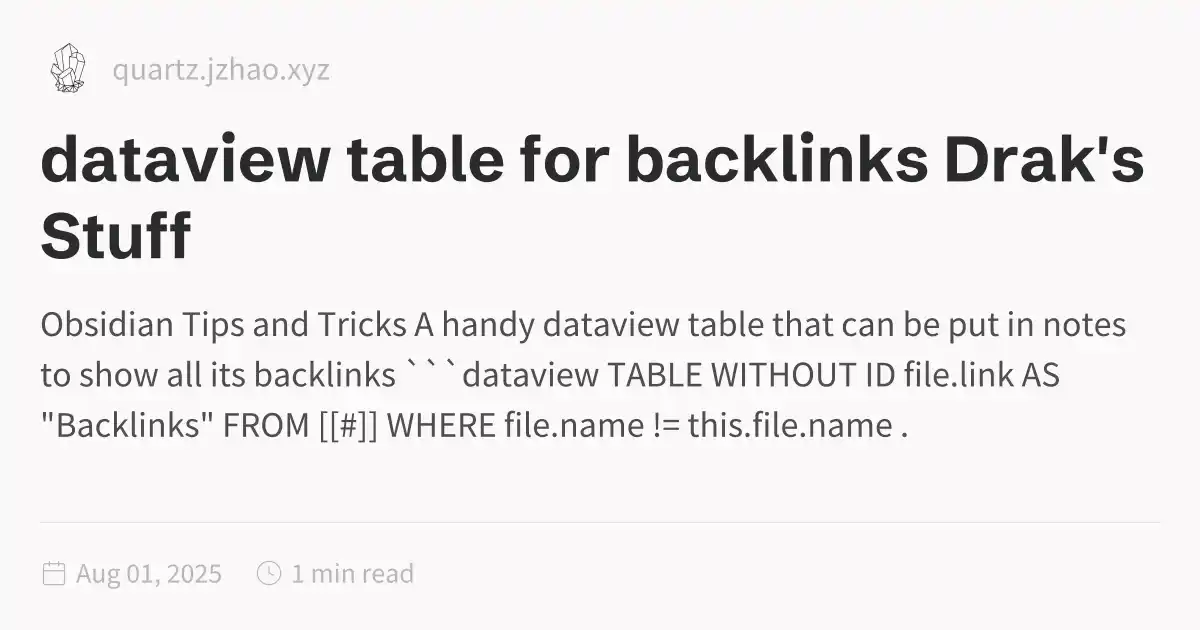 quartz.jzhao.xyz
dataview table for backlinks Drak's
Stuff
Obsidian Tips and Tricks A handy dataview table that can be put in notes
to show all its backlinks ```dataview TABLE WITHOUT ID file.link AS
"Backlinks" FROM [[#]] WHERE file.name != this.file.name .
Aug 01, 2025 1 min read